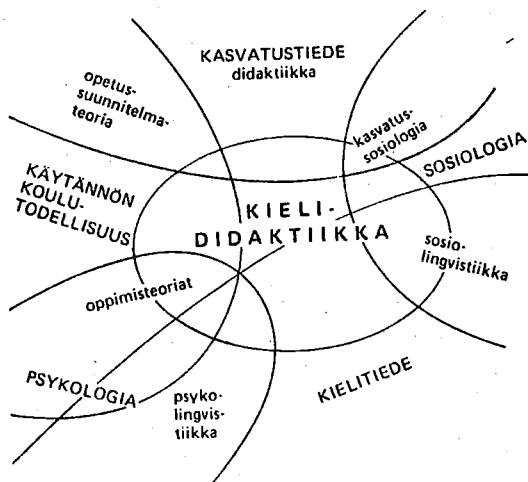 KASVATUSTIEDE
didaktiikka
opetus-
suunnitelma-
teoria
kasvatus-
sosiologia
SOSIOLOGIA
KÄYTÄNNÖN
KOULU-
TODELLISUUS
KIELI-
DIDAKTIIKKA
sosio-
lingvistiikka
oppimisteoriat
PSYKOLOGIA
psyko-
lingvis-
tiikka
KIELITIEDE